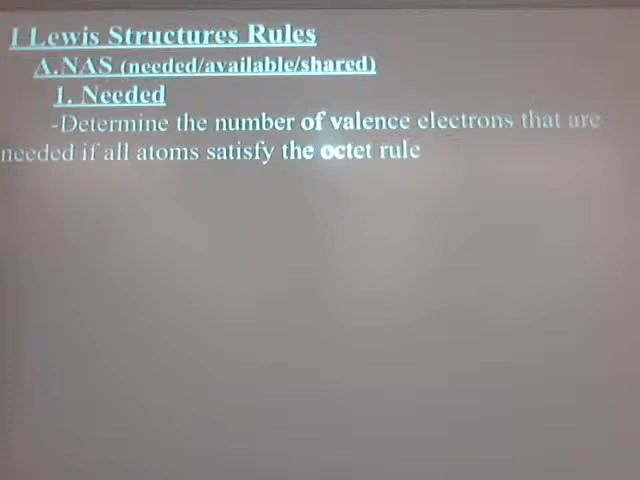 I Lewis Structures Rules
A.NAS (needed/available/shared)
1. Needed
-Determine the number of valence electrons that are
needed if all atoms satisfy the octet rule